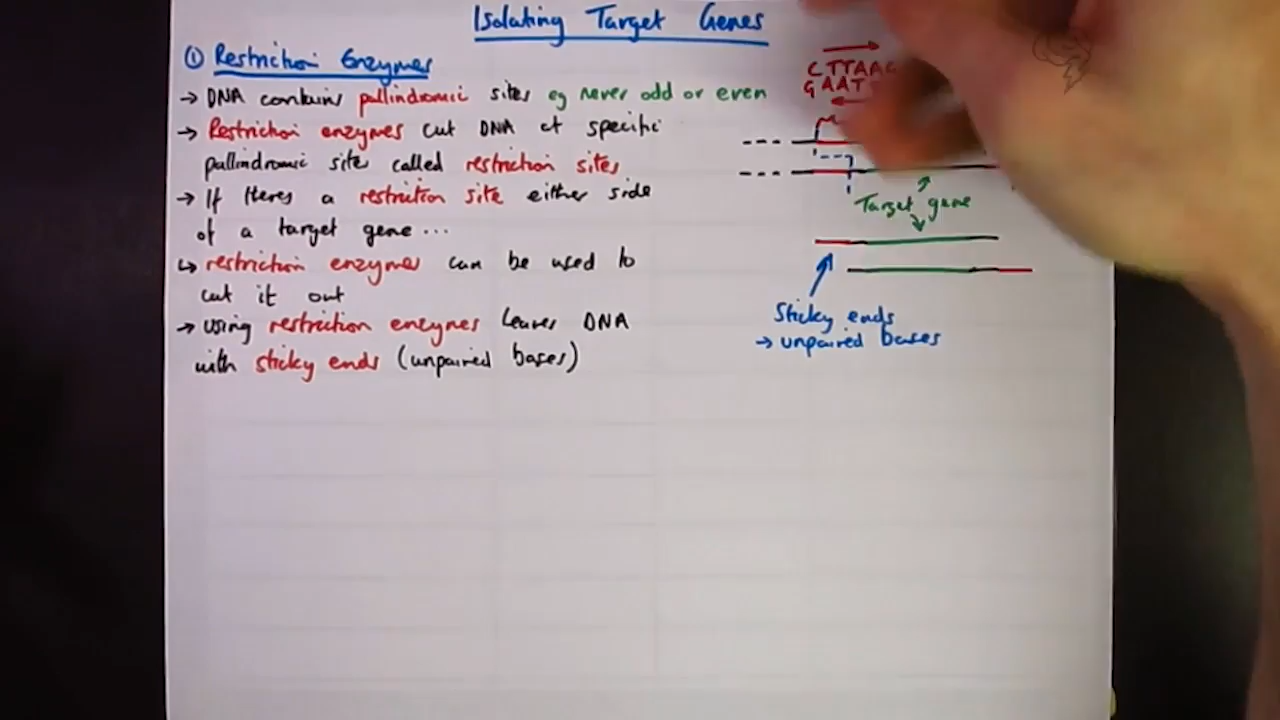 Isolating Target Genes
① Restriction Enzymes
→ DNA contains pallindromic sites eg never odd or even
→ Restriction enzymes cut DNA at specific
pallindromic site called restriction sites
→ If theres a restriction site either side
of a target gene...
↳ restriction enzymes can be used to
cut it out
→ using restriction enzymes leaves DNA
with sticky ends (unpaired bases)
CTTAAG
GAAT
Target gene
Sticky ends
→ unpaired bases